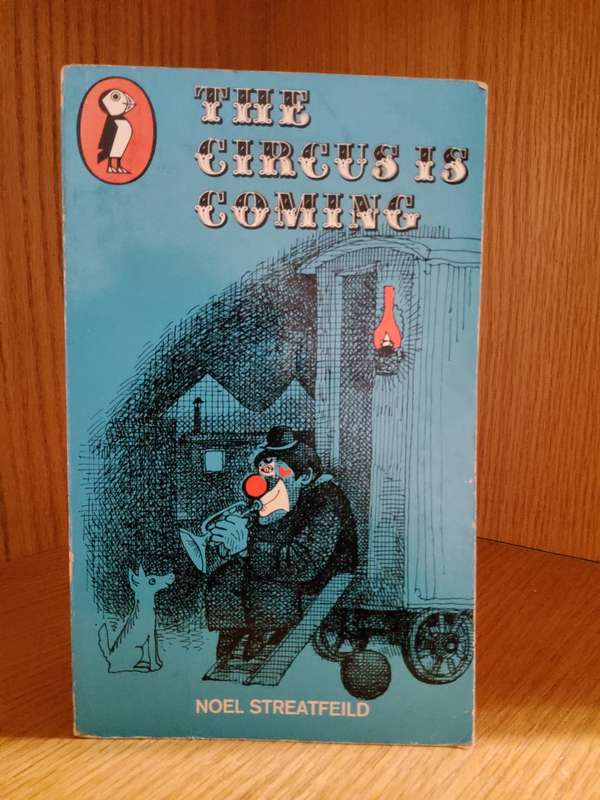 THE
CIRCUS IS
COMING
NOEL STREATFEILD